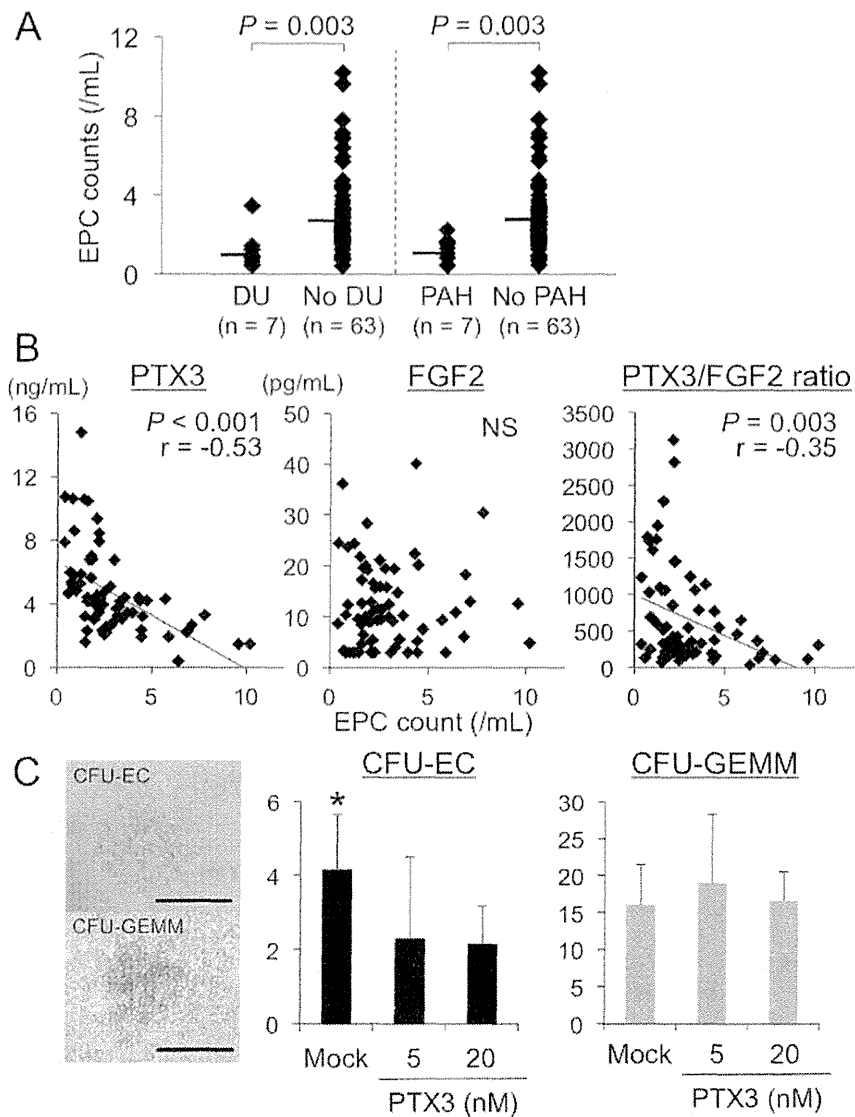 A
P = 0.003 P = 0.003
EPC counts (/mL)
12
8
4
0
DU No DU PAH No PAH
(n = 7) (n = 63) (n = 7) (n = 63)
B
(ng/mL) PTX3
P < 0.001
r = -0.53
16
12
8
4
0
0 5 10
(pg/mL) FGF2
NS
50
40
30
20
10
0
0 5 10
PTX3/FGF2 ratio
P = 0.003
r = -0.35
3500
3000
2500
2000
1500
1000
500
0
0 5 10
EPC count (/mL)
C
CFU-EC
CFU-GEMM
CFU-EC
*
6
4
2
0
Mock 5 20
PTX3 (nM)
CFU-GEMM
30
25
20
15
10
5
0
Mock 5 20
PTX3 (nM)